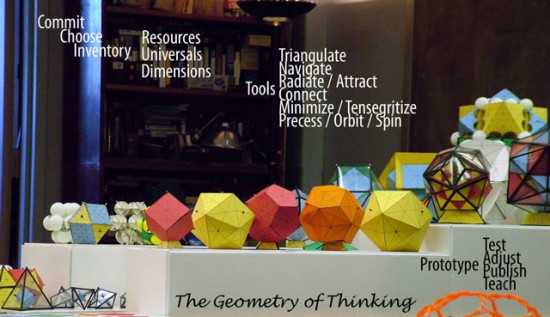 Commit
Choose
Inventory
Resources
Universals
Dimensions
Tools
Triangulate
Navigate
Radiate / Attract
Connect
Minimize / Tensegritize
Precess / Orbit / Spin
Prototype
Test
Adjust
Publish
Teach
The Geometry of Thinking